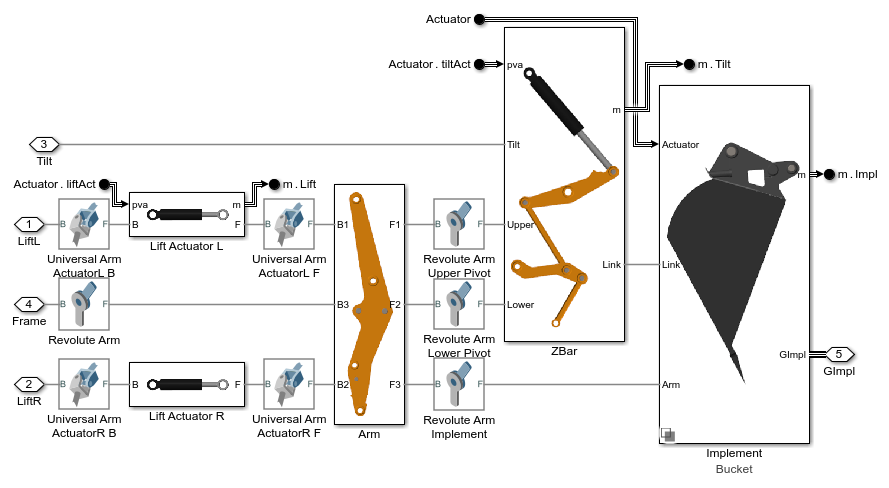 Actuator
Actuator.tiltAct
pva
m.Tilt
m
3
Tilt
Tilt
Actuator
m
m.Impl
Actuator.liftAct
m.Lift
pva
m
1
LiftL
B
F
B
F
B
F
B1
F1
B
F
Upper
Universal Arm
ActuatorL B
Lift Actuator L
Universal Arm
ActuatorL F
Revolute Arm
Upper Pivot
Link
Link
4
Frame
B
F
B3
F2
B
F
Lower
Revolute Arm
Revolute Arm
Lower Pivot
ZBar
GImpl
5
GImpl
2
LiftR
B
F
B
F
B
F
B2
F3
B
F
Arm
Universal Arm
ActuatorR B
Lift Actuator R
Universal Arm
ActuatorR F
Arm
Revolute Arm
Implement
Implement
Bucket